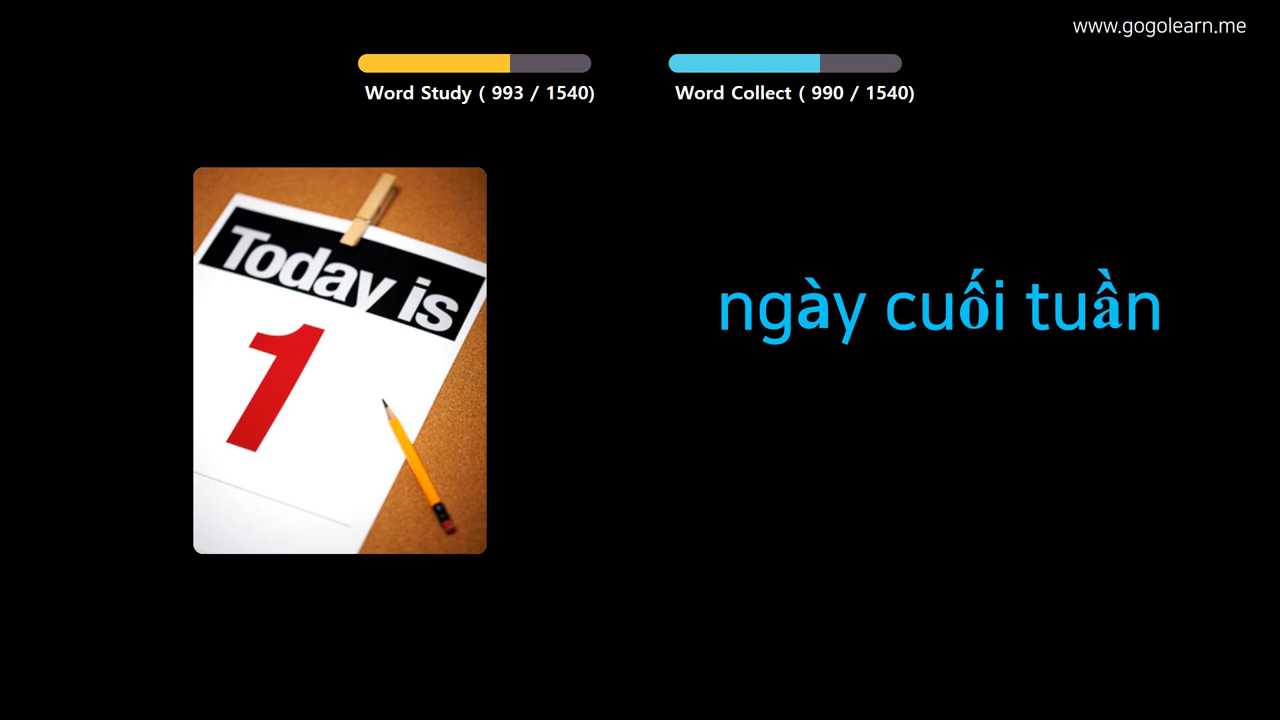 www.gogolearn.me
Word Study ( 993 / 1540)
Word Collect ( 990 / 1540)
Today is
1
ngày cuối tuần